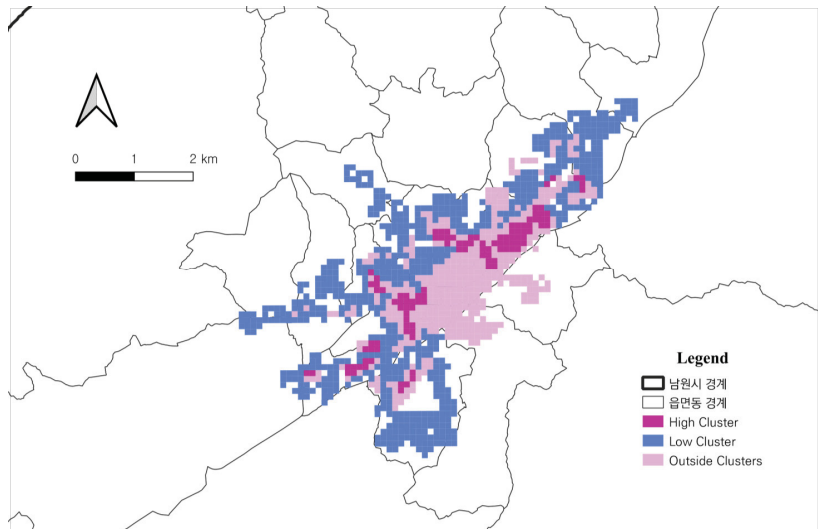 0 1 2 km
Legend
남원시 경계
읍면동 경계
High Cluster
Low Cluster
Outside Clusters